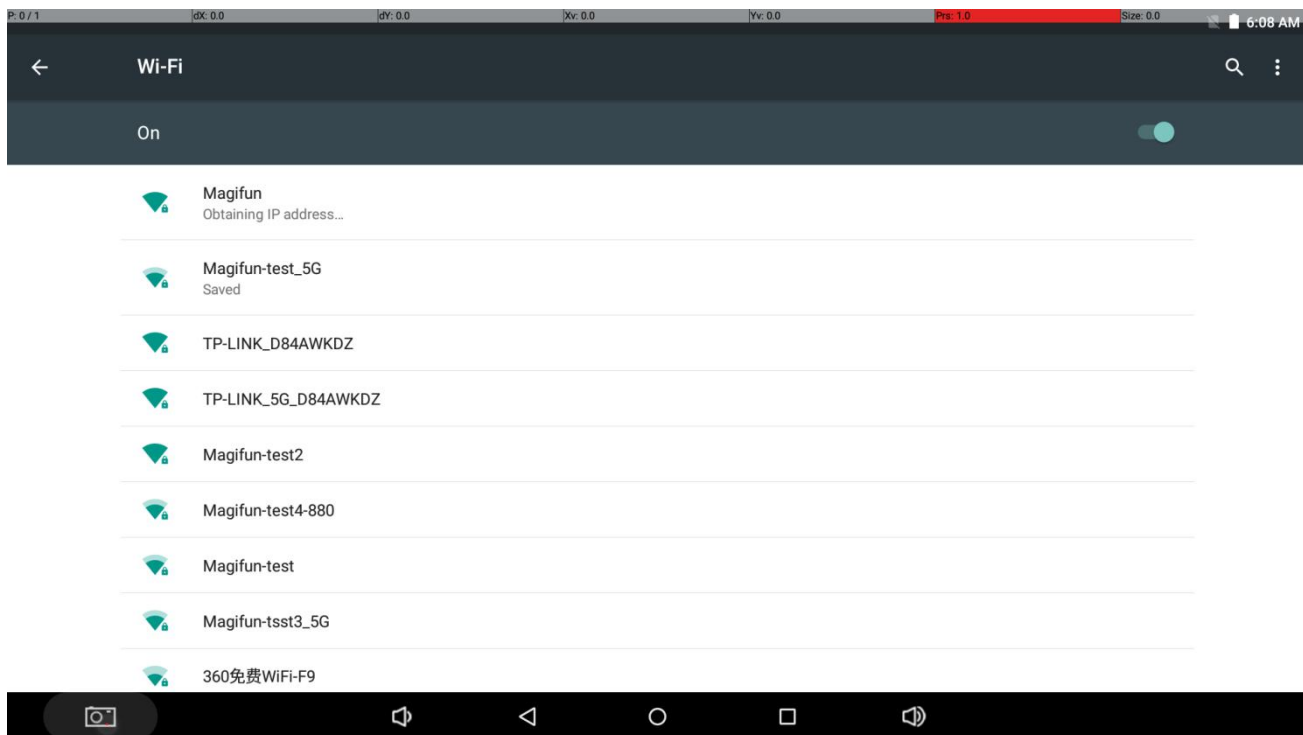 P: 0 / 1 dX: 0.0 dY: 0.0 Xv: 0.0 Yv: 0.0 Prs: 1.0 Size: 0.0
6:08 AM
Wi-Fi
On
Magifun
Obtaining IP address…
Magifun-test_5G
Saved
TP-LINK_D84AWKDZ
TP-LINK_5G_D84AWKDZ
Magifun-test2
Magifun-test4-880
Magifun-test
Magifun-tsst3_5G
360免费WiFi-F9